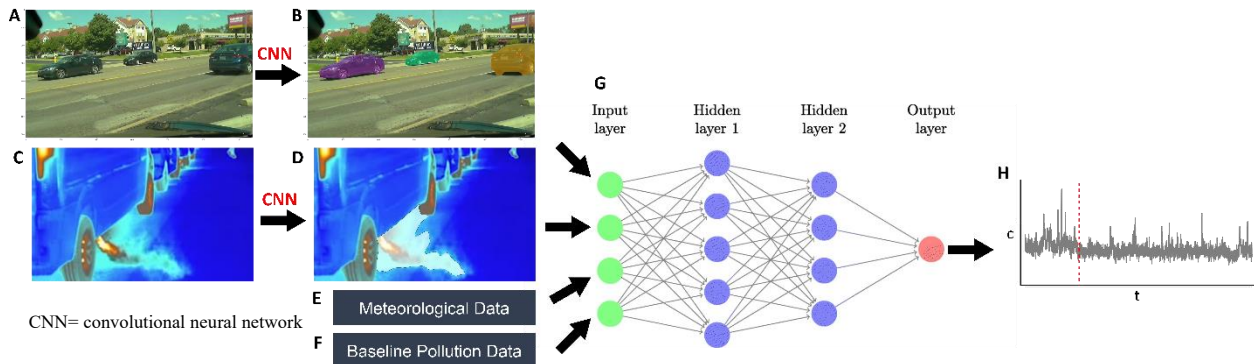 A
B
CNN
C
D
CNN
E
Meteorological Data
F
Baseline Pollution Data
CNN= convolutional neural network
G
Input
layer
Hidden
layer 1
Hidden
layer 2
Output
layer
H
c
t